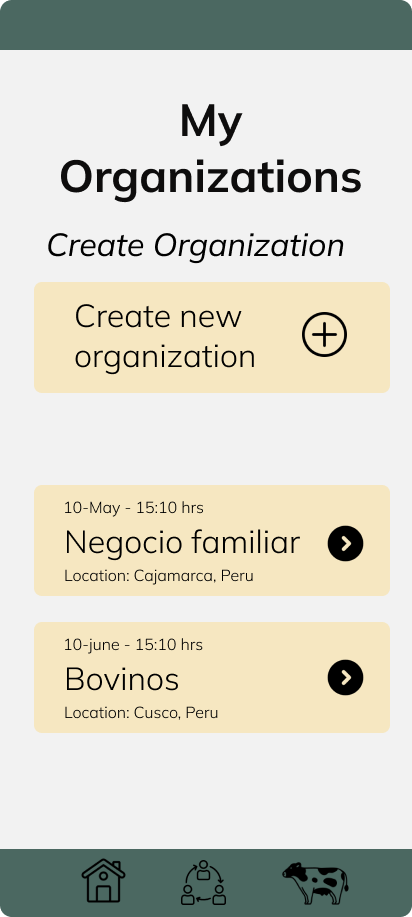 My
Organizations
Create Organization
Create new
organization
10-May - 15:10 hrs
Negocio familiar
Location: Cajamarca, Peru
10-june - 15:10 hrs
Bovinos
Location: Cusco, Peru